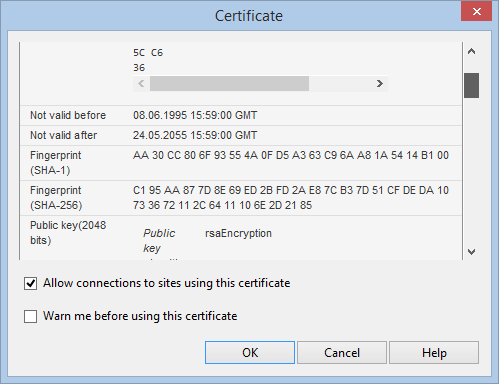 Certificate
5C C6
36
Not valid before 08.06.1995 15:59:00 GMT
Not valid after 24.05.2055 15:59:00 GMT
Fingerprint AA 30 CC 80 6F 93 55 4A 0F D5 A3 63 C9 6A A8 1A 54 14 B1 00
(SHA-1)
Fingerprint C1 95 AA 87 7D 8E 69 ED 2B FD 2A E8 7C B3 7D 51 CF DE DA 10
(SHA-256) 73 36 72 11 2C 64 11 10 6E 2D 21 85
Public key(2048 Public rsaEncryption
bits) key
Allow connections to sites using this certificate
Warn me before using this certificate
OK Cancel Help